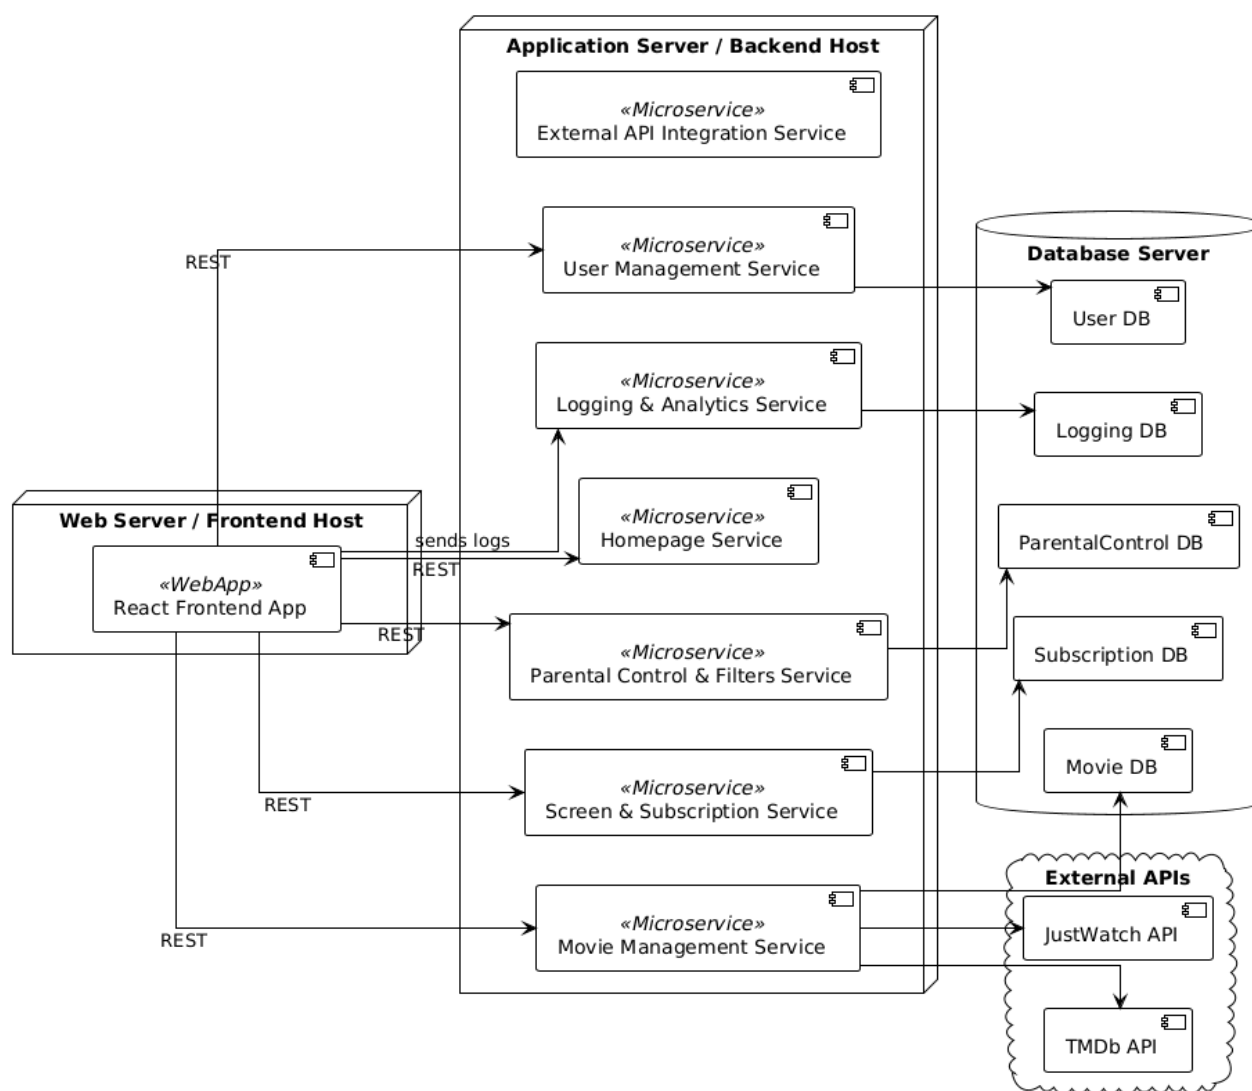 Application Server / Backend Host
«Microservice»
External API Integration Service
«Microservice»
User Management Service
REST
Database Server
User DB
«Microservice»
Logging & Analytics Service
Logging DB
Web Server / Frontend Host
«WebApp»
React Frontend App
sends logs
REST
«Microservice»
Homepage Service
ParentalControl DB
REST
«Microservice»
Parental Control & Filters Service
Subscription DB
REST
«Microservice»
Screen & Subscription Service
Movie DB
REST
«Microservice»
Movie Management Service
External APIs
JustWatch API
TMDb API